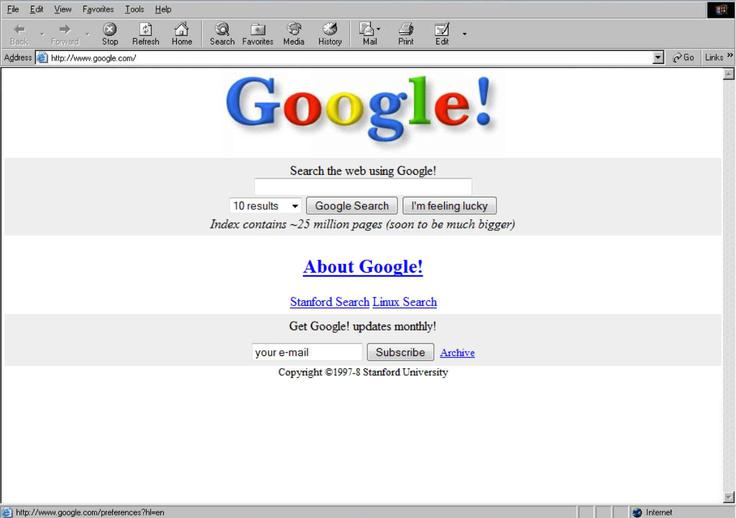 File Edit View Favorites Tools Help
Back Forward Stop Refresh Home Search Favorites Media History Mail Print Edit
Address http://www.google.com/ Go Links »
Google!
Search the web using Google!
10 results Google Search I'm feeling lucky
Index contains ~25 million pages (soon to be much bigger)
About Google!
Stanford Search Linux Search
Get Google! updates monthly!
your e-mail Subscribe Archive
Copyright ©1997-8 Stanford University
http://www.google.com/preferences?hl=en Internet